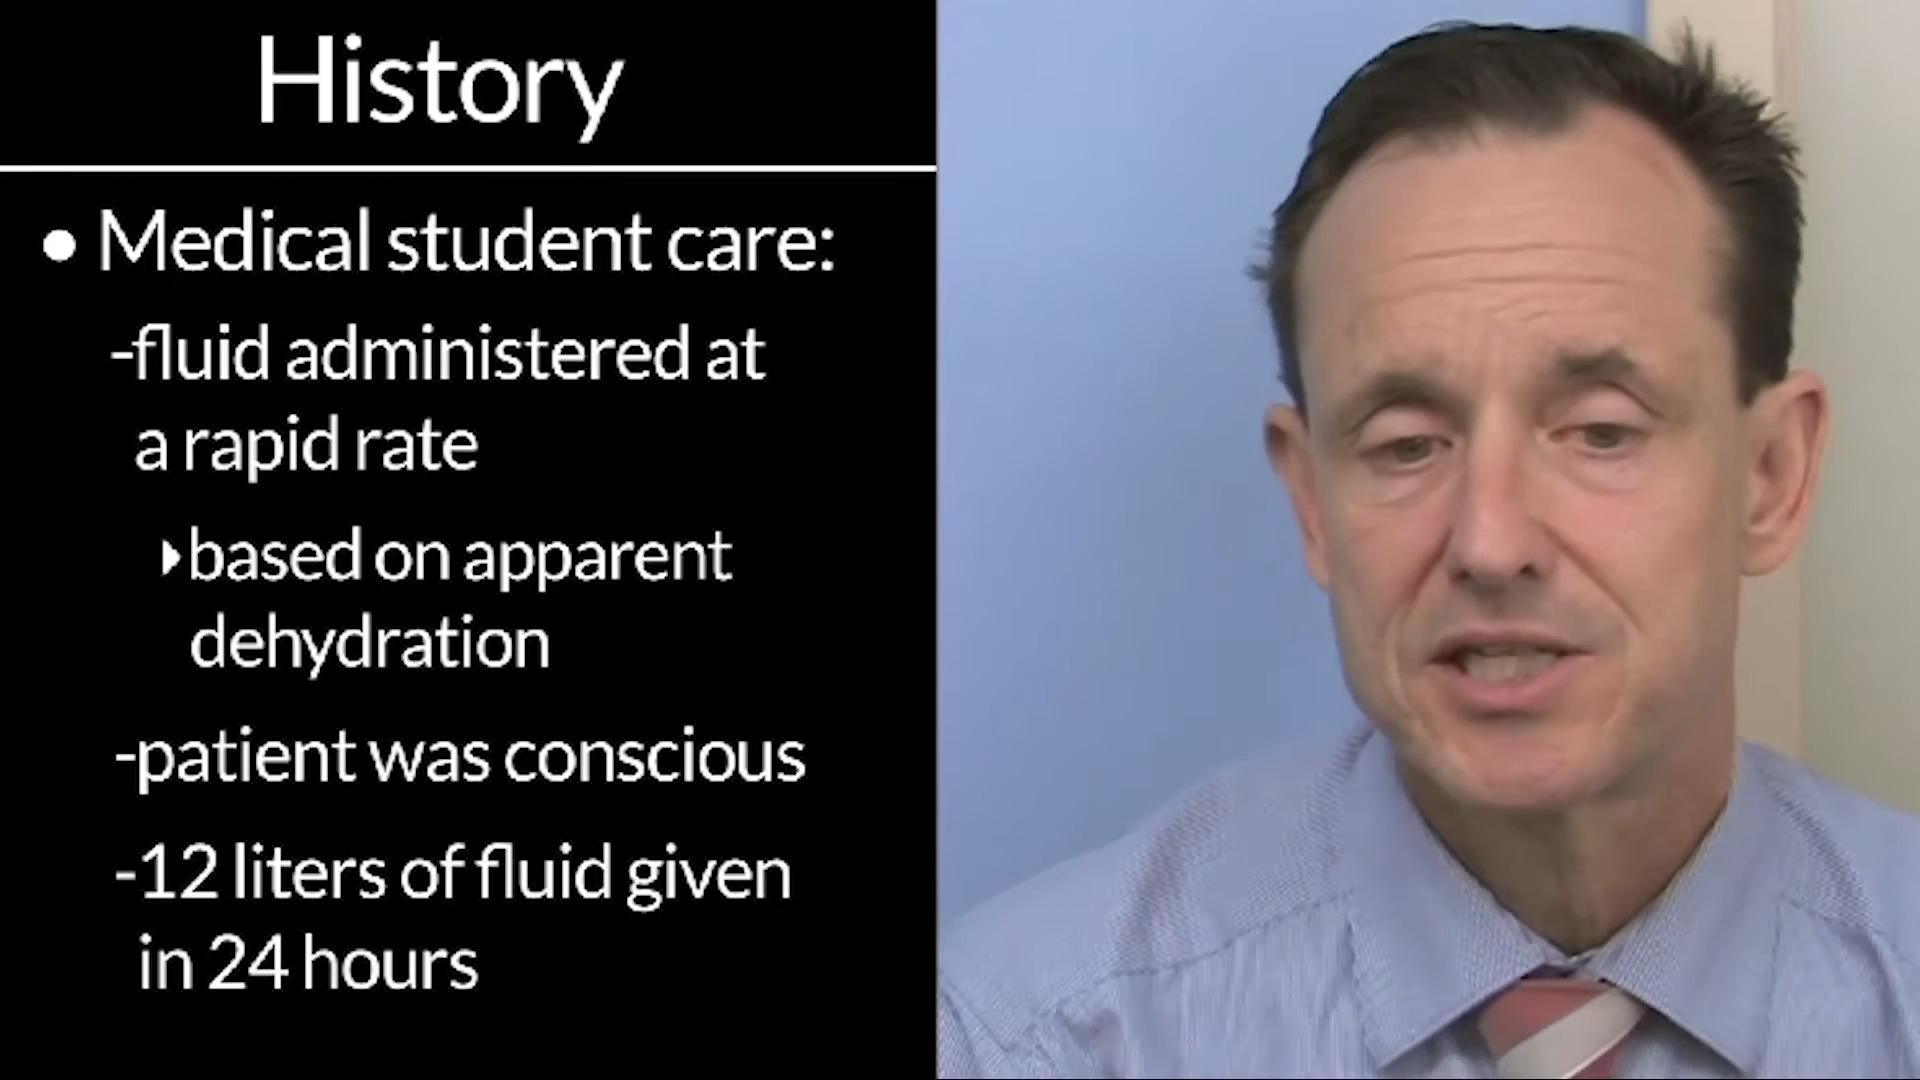 History
• Medical student care:
-fluid administered at
a rapid rate
▸based on apparent
dehydration
-patient was conscious
-12 liters of fluid given
in 24 hours